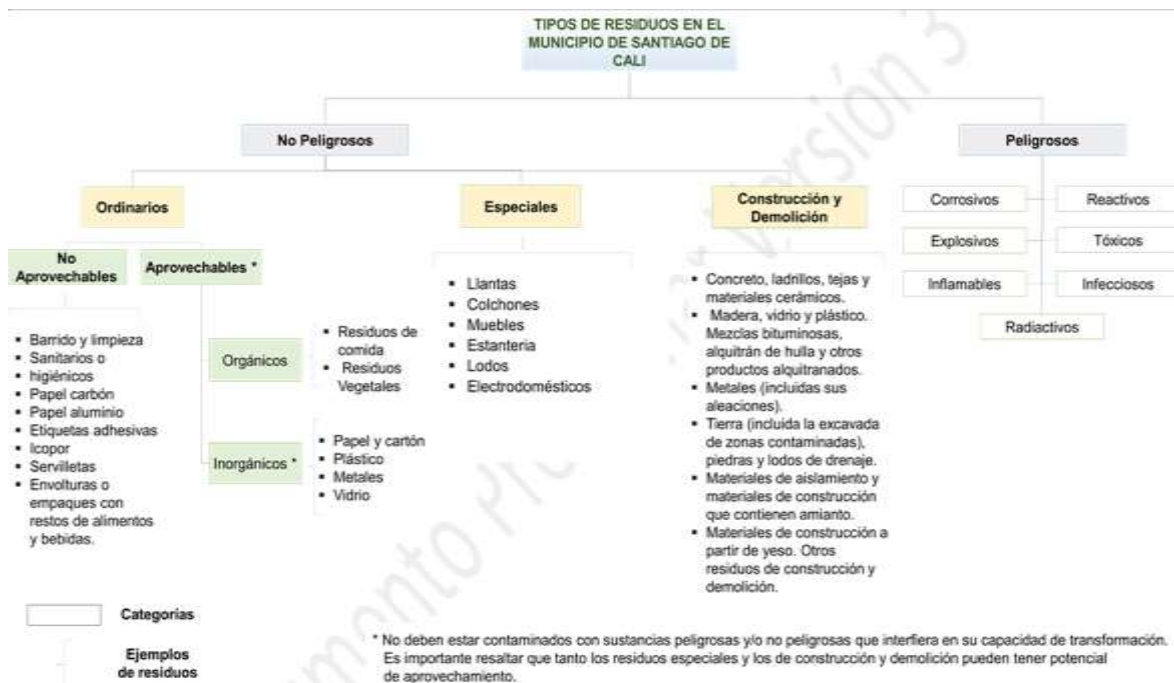 TIPOS DE RESIDUOS EN EL
MUNICIPIO DE SANTIAGO DE
CALI
No Peligrosos
Peligrosos
Ordinarios
Especiales
Construcción y
Demolición
Corrosivos
Reactivos
Explosivos
Tóxicos
Inflamables
Infecciosos
Radiactivos
No
Aprovechables
Aprovechables *
▪ Barrido y limpieza
▪ Sanitarios o
▪ higiénicos
▪ Papel carbón
▪ Papel aluminio
▪ Etiquetas adhesivas
▪ Icopor
▪ Servilletas
▪ Envolturas o
empaques con
restos de alimentos
y bebidas.
Orgánicos
▪ Residuos de
comida
▪ Residuos
Vegetales
Inorgánicos *
▪ Papel y cartón
▪ Plástico
▪ Metales
▪ Vidrio
▪ Llantas
▪ Colchones
▪ Muebles
▪ Estanteria
▪ Lodos
▪ Electrodomésticos
▪ Concreto, ladrillos, tejas y
materiales cerámicos.
▪ Madera, vidrio y plástico.
Mezclas bituminosas,
alquitrán de hulla y otros
productos alquitranados.
▪ Metales (incluidas sus
aleaciones).
▪ Tierra (incluida la excavada
de zonas contaminadas),
piedras y lodos de drenaje.
▪ Materiales de aislamiento y
materiales de construcción
que contienen amianto.
▪ Materiales de construcción a
partir de yeso. Otros
residuos de construcción y
demolición.
Categorias
Ejemplos
de residuos
* No deben estar contaminados con sustancias peligrosas y/o no peligrosas que interfiera en su capacidad de transformación.
Es importante resaltar que tanto los residuos especiales y los de construcción y demolición pueden tener potencial
de aprovechamiento.
Versión 3